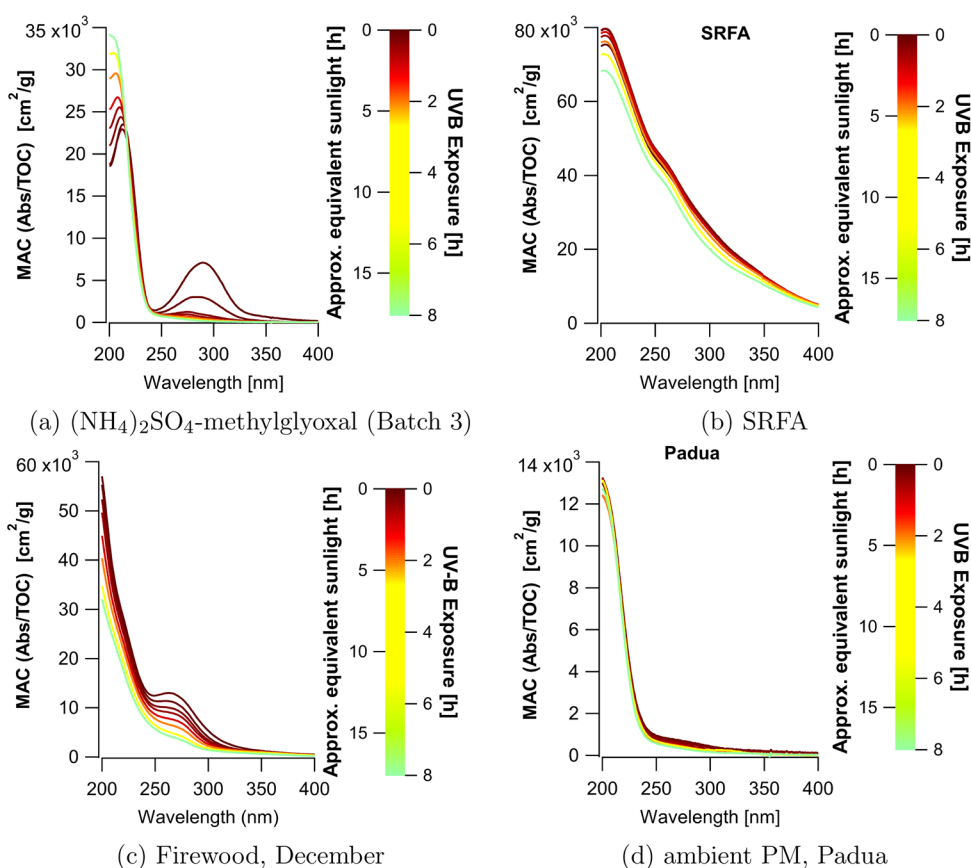 35 x10³
30
25
20
15
10
5
0
200 250 300 350 400
Wavelength [nm]
MAC (Abs/TOC) [cm²/g]
Approx. equivalent sunlight [h]
0
5
10
15
0
2
4
6
8
UVB Exposure [h]
(a) (NH₄)₂SO₄-methylglyoxal (Batch 3)
SRFA
80 x10³
60
40
20
0
200 250 300 350 400
Wavelength [nm]
MAC (Abs/TOC) [cm²/g]
Approx. equivalent sunlight [h]
0
5
10
15
0
2
4
6
8
UVB Exposure [h]
(b) SRFA
60 x10³
50
40
30
20
10
0
200 250 300 350 400
Wavelength (nm)
MAC (Abs/TOC) [cm²/g]
Approx. equivalent sunlight [h]
0
5
10
15
0
2
4
6
8
UV-B Exposure [h]
(c) Firewood, December
Padua
14 x10³
12
10
8
6
4
2
0
200 250 300 350 400
Wavelength [nm]
MAC (Abs/TOC) [cm²/g]
Approx. equivalent sunlight [h]
0
5
10
15
0
2
4
6
8
UVB Exposure [h]
(d) ambient PM, Padua